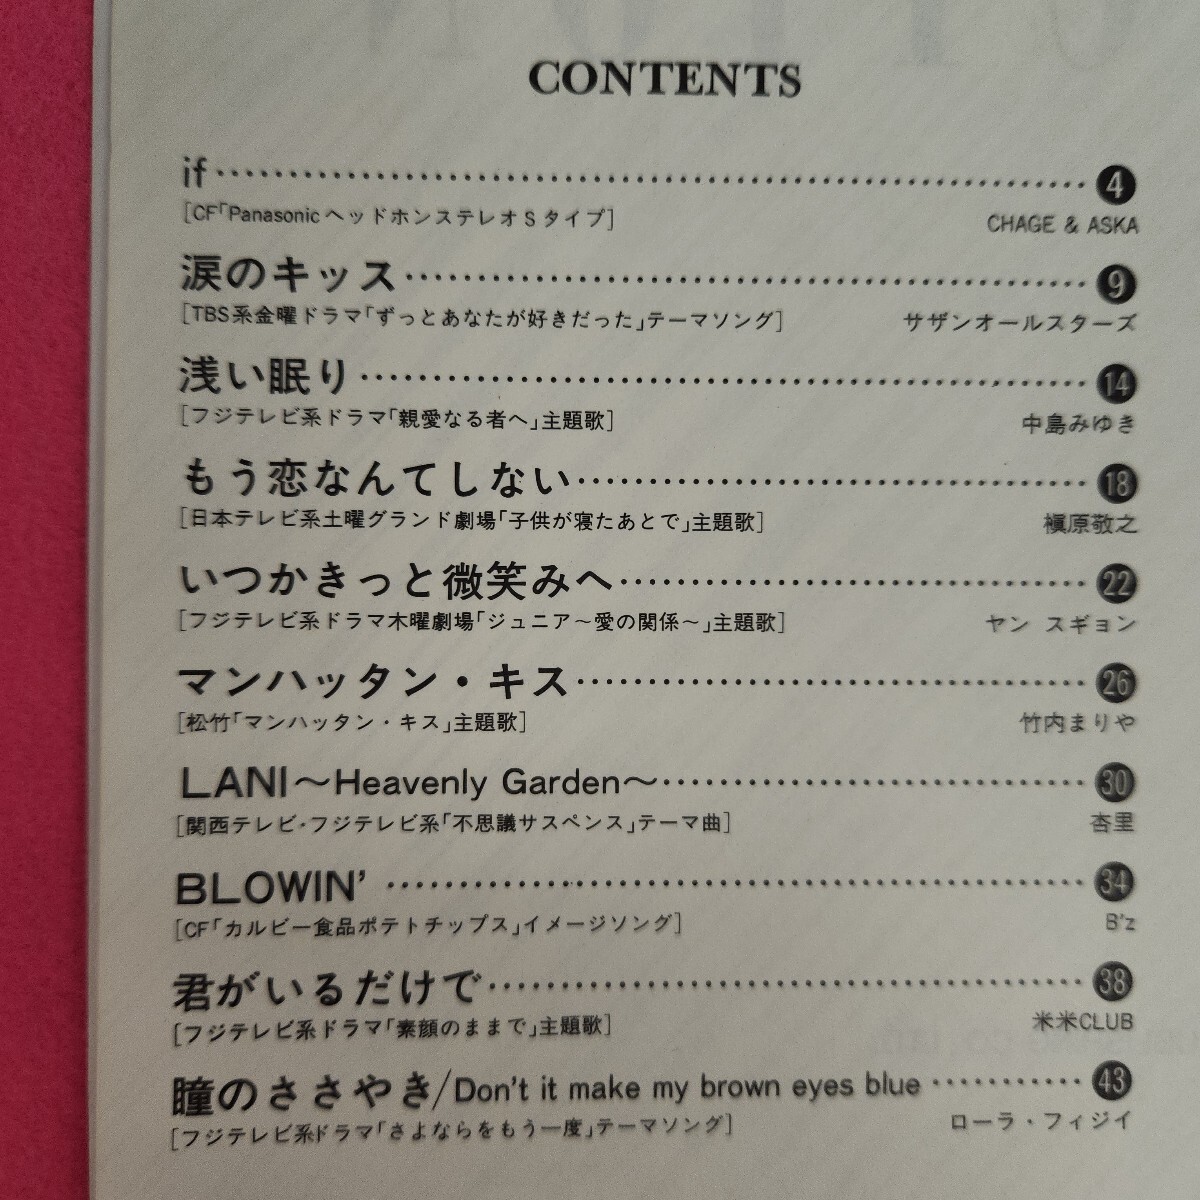 CONTENTS
if 4
[CF「Panasonicヘッドホンステレオ S タイプ] CHAGE & ASKA
涙のキッス 9
[TBS系金曜ドラマ「ずっとあなたが好きだった」テーマソング] サザンオールスターズ
浅い眠り 14
[フジテレビ系ドラマ「親愛なる者へ」主題歌] 中島みゆき
もう恋なんてしない 18
[日本テレビ系土曜グランド劇場「子供が寝たあとで」主題歌] 槇原敬之
いつかきっと微笑みへ 22
[フジテレビ系ドラマ木曜劇場「ジュニア〜愛の関係〜」主題歌] ヤン スギョン
マンハッタン・キス 26
[松竹「マンハッタン・キス」主題歌] 竹内まりや
LANI〜Heavenly Garden〜 30
[関西テレビ・フジテレビ系「不思議サスペンス」テーマ曲] 杏里
BLOWIN' 34
[CF「カルビー食品ポテトチップス」イメージソング] B'z
君がいるだけで 38
[フジテレビ系ドラマ「素顔のままで」主題歌] 米米CLUB
瞳のささやき/Don't it make my brown eyes blue 43
[フジテレビ系ドラマ「さよならをもう一度」テーマソング] ローラ・フィジイ